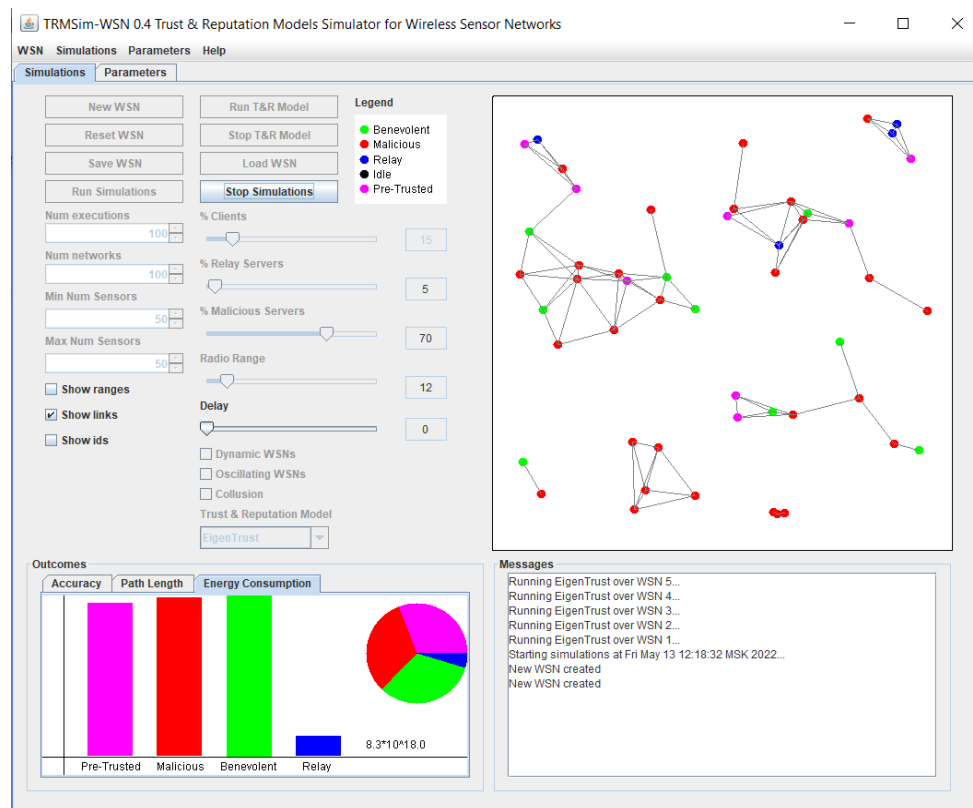 TRMSim-WSN 0.4 Trust & Reputation Models Simulator for Wireless Sensor Networks
WSN Simulations Parameters Help
Simulations Parameters
New WSN Run T&R Model
Reset WSN Stop T&R Model
Save WSN Load WSN
Run Simulations Stop Simulations
Legend
Benevolent
Malicious
Relay
Idle
Pre-Trusted
Num executions
100
Num networks
100
Min Num Sensors
50
Max Num Sensors
50
Show ranges
Show links
Show ids
% Clients
15
% Relay Servers
5
% Malicious Servers
70
Radio Range
12
Delay
0
Dynamic WSNs
Oscillating WSNs
Collusion
Trust & Reputation Model
EigenTrust
Outcomes
Accuracy Path Length Energy Consumption
8.3*10^18.0
Pre-Trusted Malicious Benevolent Relay
Messages
Running EigenTrust over WSN 5...
Running EigenTrust over WSN 4...
Running EigenTrust over WSN 3...
Running EigenTrust over WSN 2...
Running EigenTrust over WSN 1...
Starting simulations at Fri May 13 12:18:32 MSK 2022...
New WSN created
New WSN created